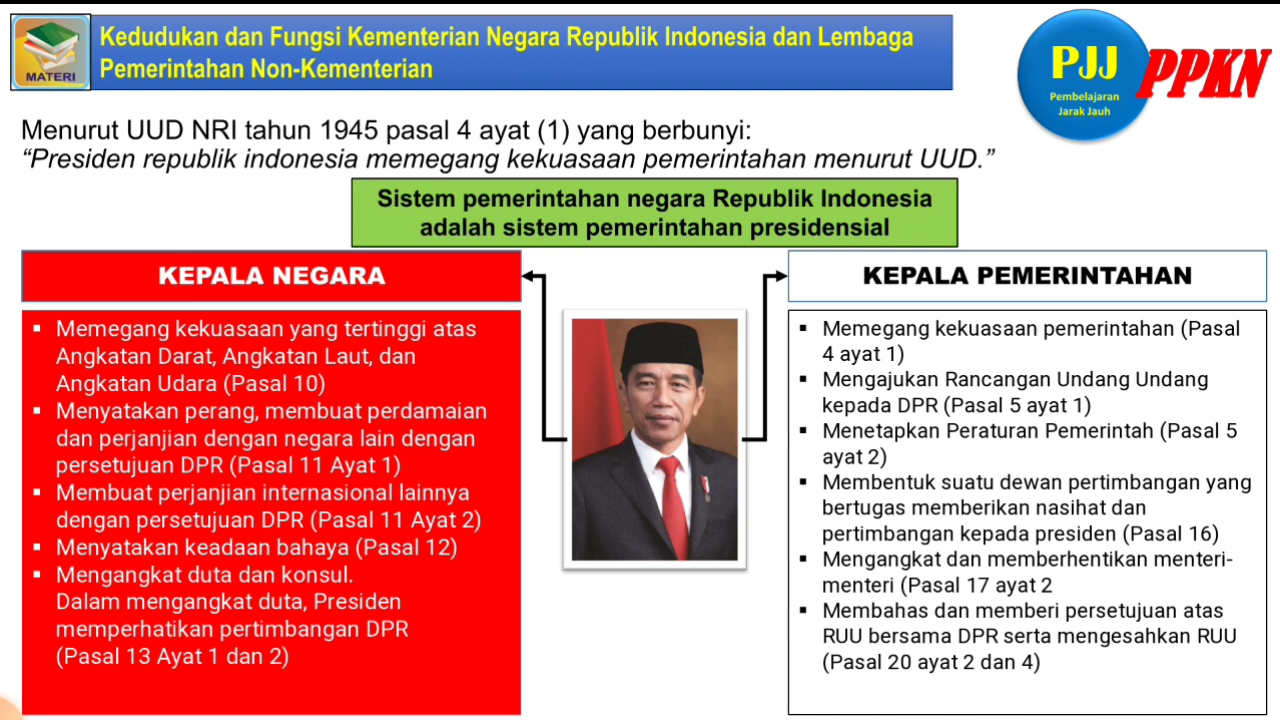 MATERI
Kedudukan dan Fungsi Kementerian Negara Republik Indonesia dan Lembaga
Pemerintahan Non-Kementerian
PJJ
Pembelajaran
Jarak Jauh
PPKN
Menurut UUD NRI tahun 1945 pasal 4 ayat (1) yang berbunyi:
“Presiden republik indonesia memegang kekuasaan pemerintahan menurut UUD.”
Sistem pemerintahan negara Republik Indonesia
adalah sistem pemerintahan presidensial
KEPALA NEGARA
▪ Memegang kekuasaan yang tertinggi atas
Angkatan Darat, Angkatan Laut, dan
Angkatan Udara (Pasal 10)
▪ Menyatakan perang, membuat perdamaian
dan perjanjian dengan negara lain dengan
persetujuan DPR (Pasal 11 Ayat 1)
▪ Membuat perjanjian internasional lainnya
dengan persetujuan DPR (Pasal 11 Ayat 2)
▪ Menyatakan keadaan bahaya (Pasal 12)
▪ Mengangkat duta dan konsul.
Dalam mengangkat duta, Presiden
memperhatikan pertimbangan DPR
(Pasal 13 Ayat 1 dan 2)
KEPALA PEMERINTAHAN
▪ Memegang kekuasaan pemerintahan (Pasal
4 ayat 1)
▪ Mengajukan Rancangan Undang Undang
kepada DPR (Pasal 5 ayat 1)
▪ Menetapkan Peraturan Pemerintah (Pasal 5
ayat 2)
▪ Membentuk suatu dewan pertimbangan yang
bertugas memberikan nasihat dan
pertimbangan kepada presiden (Pasal 16)
▪ Mengangkat dan memberhentikan menteri-
menteri (Pasal 17 ayat 2
▪ Membahas dan memberi persetujuan atas
RUU bersama DPR serta mengesahkan RUU
(Pasal 20 ayat 2 dan 4)